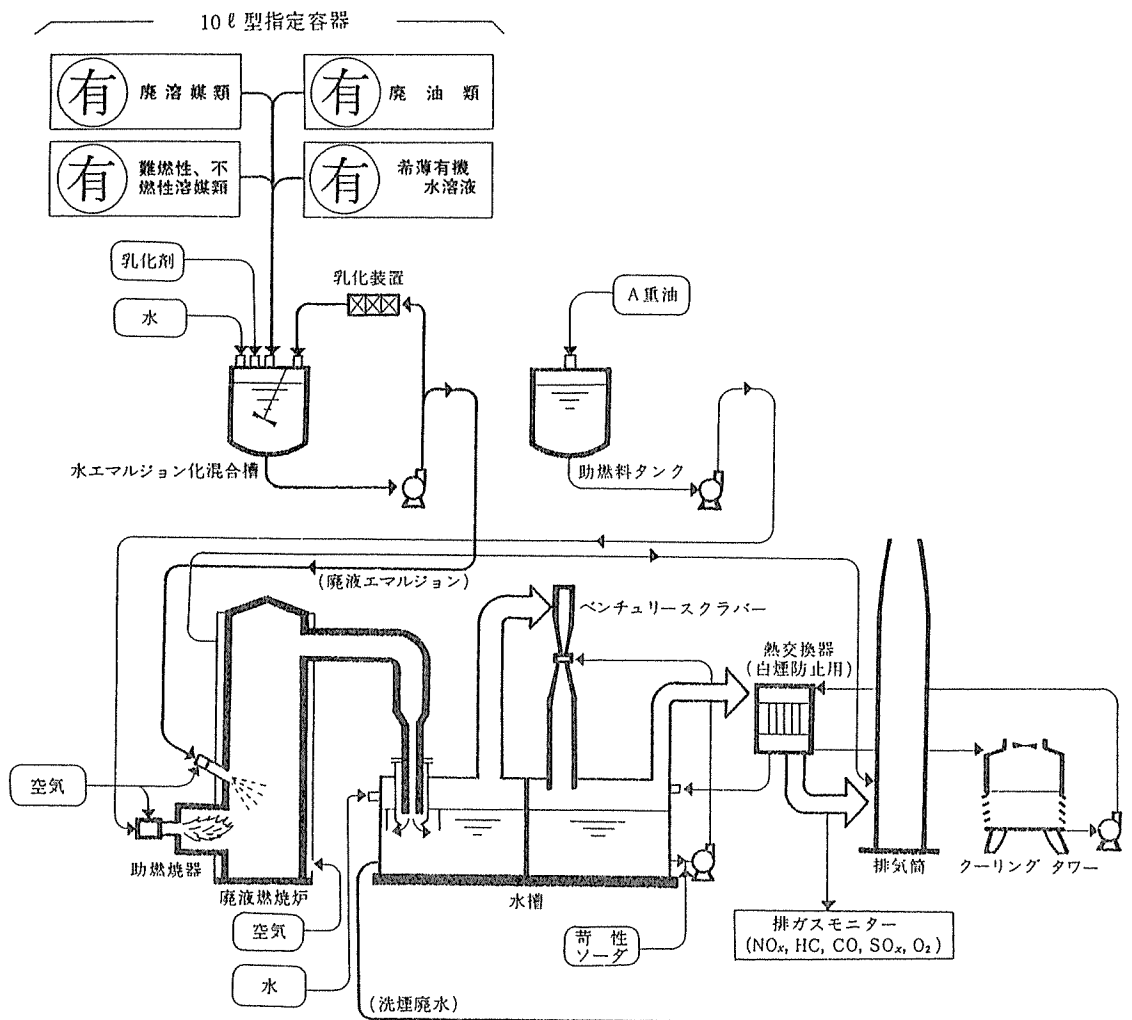 10ℓ型指定容器
有 廃溶媒類
有 廃油類
有 難燃性、不
燃性溶媒類
有 希薄有機
水溶液
乳化剤
乳化装置
A重油
水
水エマルジョン化混合槽
助燃料タンク
(廃液エマルジョン)
ベンチュリースクラバー
熱交換器
(白煙防止用)
空気
助燃焼器
廃液燃焼炉
水槽
排気筒
クーリング タワー
空気
苛性
ソーダ
排ガスモニター
(NOx, HC, CO, SOx, O2)
水
(洗煙廃水)